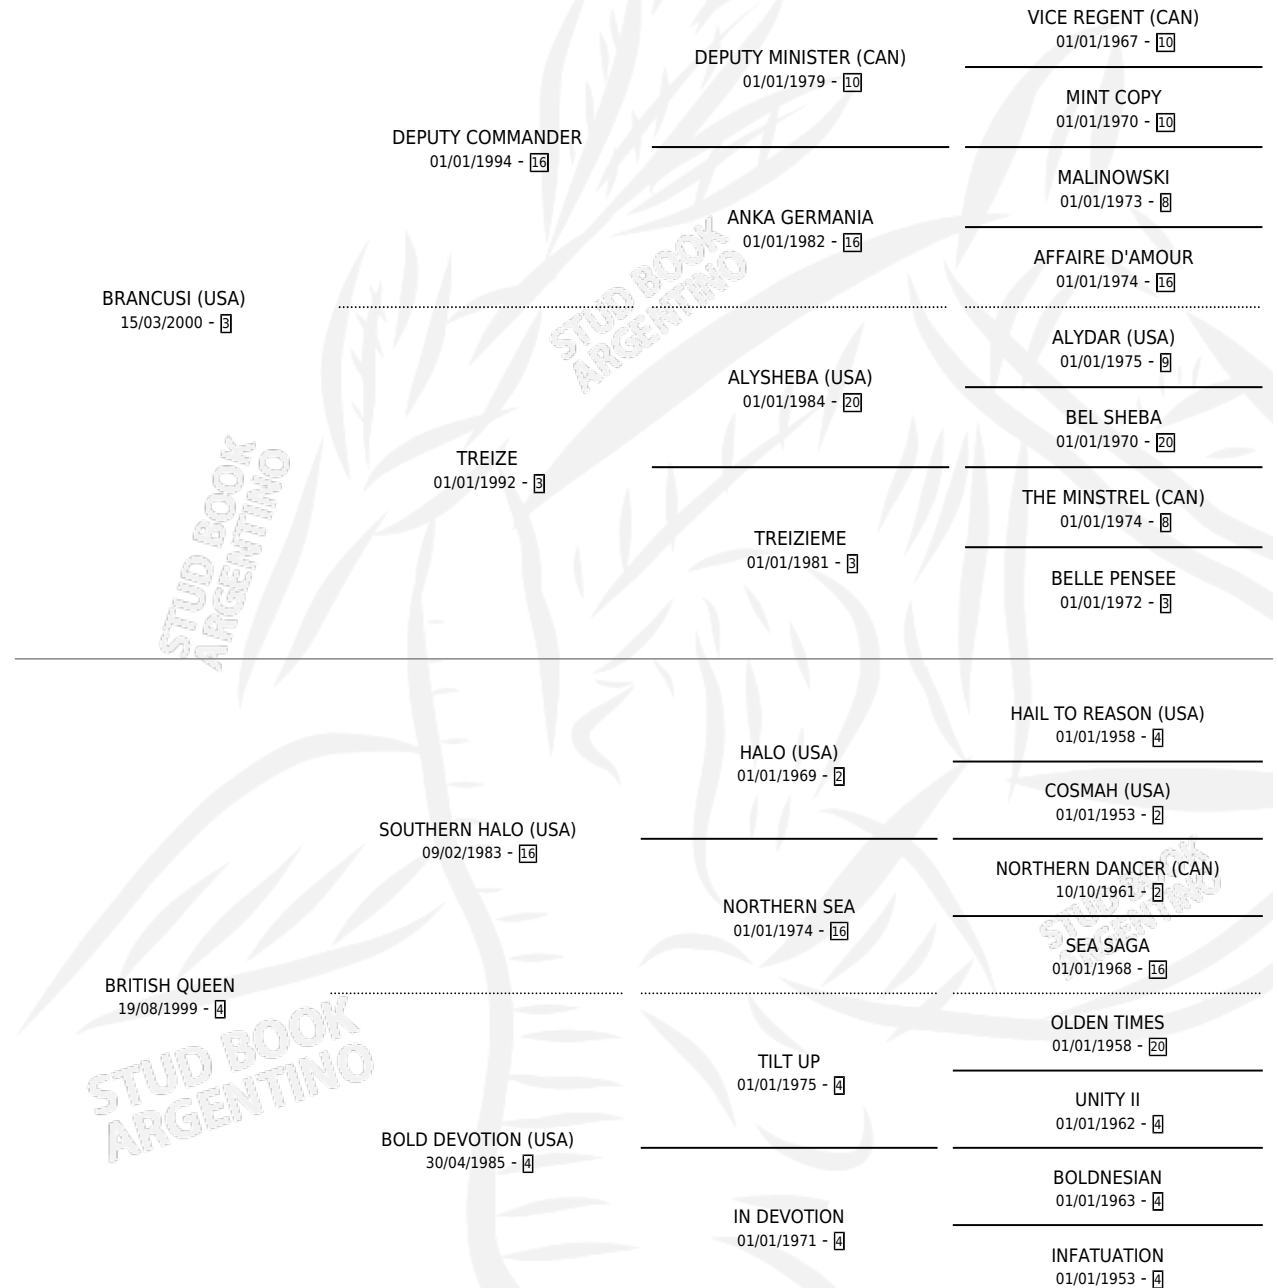 VICE REGENT (CAN)
01/01/1967 - 10
DEPUTY MINISTER (CAN)
01/01/1979 - 10
MINT COPY
01/01/1970 - 10
DEPUTY COMMANDER
01/01/1994 - 16
MALINOWSKI
01/01/1973 - 8
ANKA GERMANIA
01/01/1982 - 16
AFFAIRE D'AMOUR
01/01/1974 - 16
BRANCUSI (USA)
15/03/2000 - 3
STUD BOOK
ARGENTINO
ALYDAR (USA)
01/01/1975 - 9
ALYSHEBA (USA)
01/01/1984 - 20
BEL SHEBA
01/01/1970 - 20
TREIZE
01/01/1992 - 3
THE MINSTREL (CAN)
01/01/1974 - 8
TREIZIEME
01/01/1981 - 3
BELLE PENSEE
01/01/1972 - 3
STUD BOOK
ARGENTINO
HAIL TO REASON (USA)
01/01/1958 - 4
HALO (USA)
01/01/1969 - 2
COSMAH (USA)
01/01/1953 - 2
SOUTHERN HALO (USA)
09/02/1983 - 16
NORTHERN DANCER (CAN)
10/10/1961 - 2
NORTHERN SEA
01/01/1974 - 16
SEA SAGA
01/01/1968 - 16
STUD BOOK
ARGENTINO
BRITISH QUEEN
19/08/1999 - 4
OLDEN TIMES
01/01/1958 - 20
TILT UP
01/01/1975 - 4
UNITY II
01/01/1962 - 4
STUD BOOK
ARGENTINO
BOLD DEVOTION (USA)
30/04/1985 - 4
BOLDNESIAN
01/01/1963 - 4
IN DEVOTION
01/01/1971 - 4
INFATUATION
01/01/1953 - 4